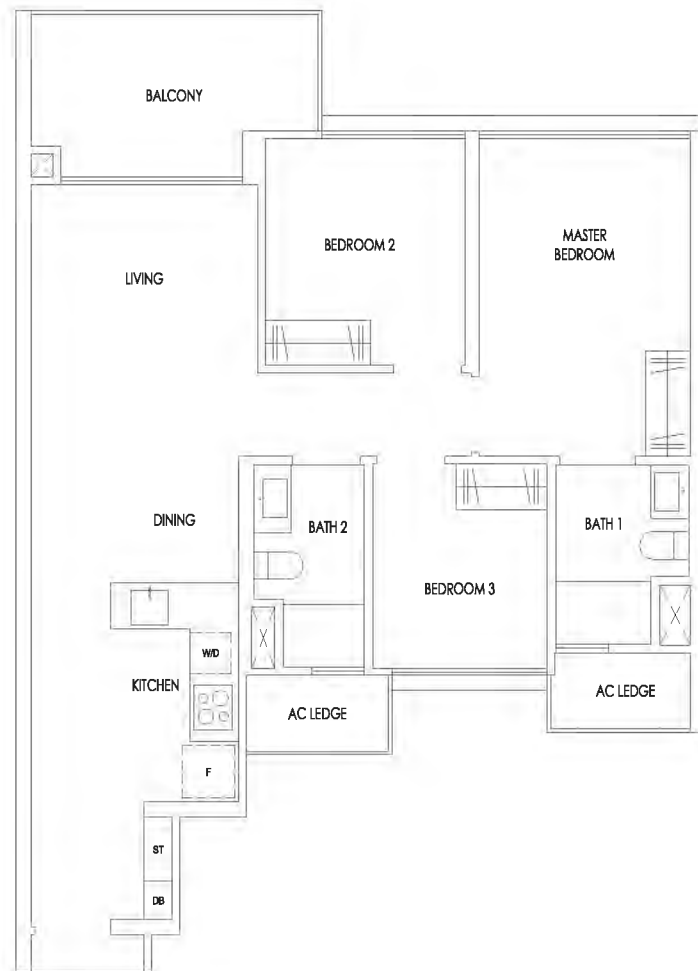 BALCONY
BEDROOM 2
MASTER
BEDROOM
LIVING
DINING
BATH 2
BATH 1
BEDROOM 3
W/D
KITCHEN
AC LEDGE
AC LEDGE
F
ST
DB